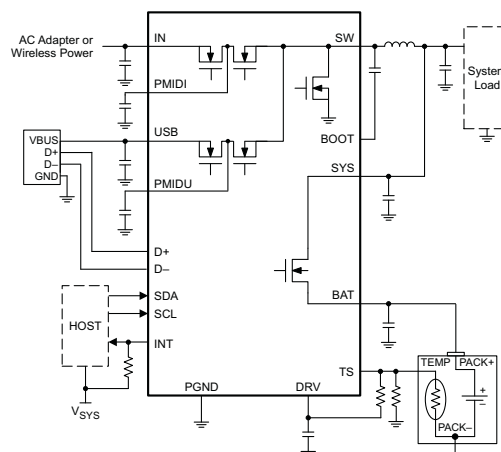 AC Adapter or
Wireless Power
IN
SW
PMIDI
System
Load
USB
BOOT
VBUS
D+
D–
GND
PMIDU
SYS
D+
D–
BAT
SDA
SCL
HOST
INT
VSYS
TS
TEMP
PACK+
PGND
DRV
+
–
PACK–